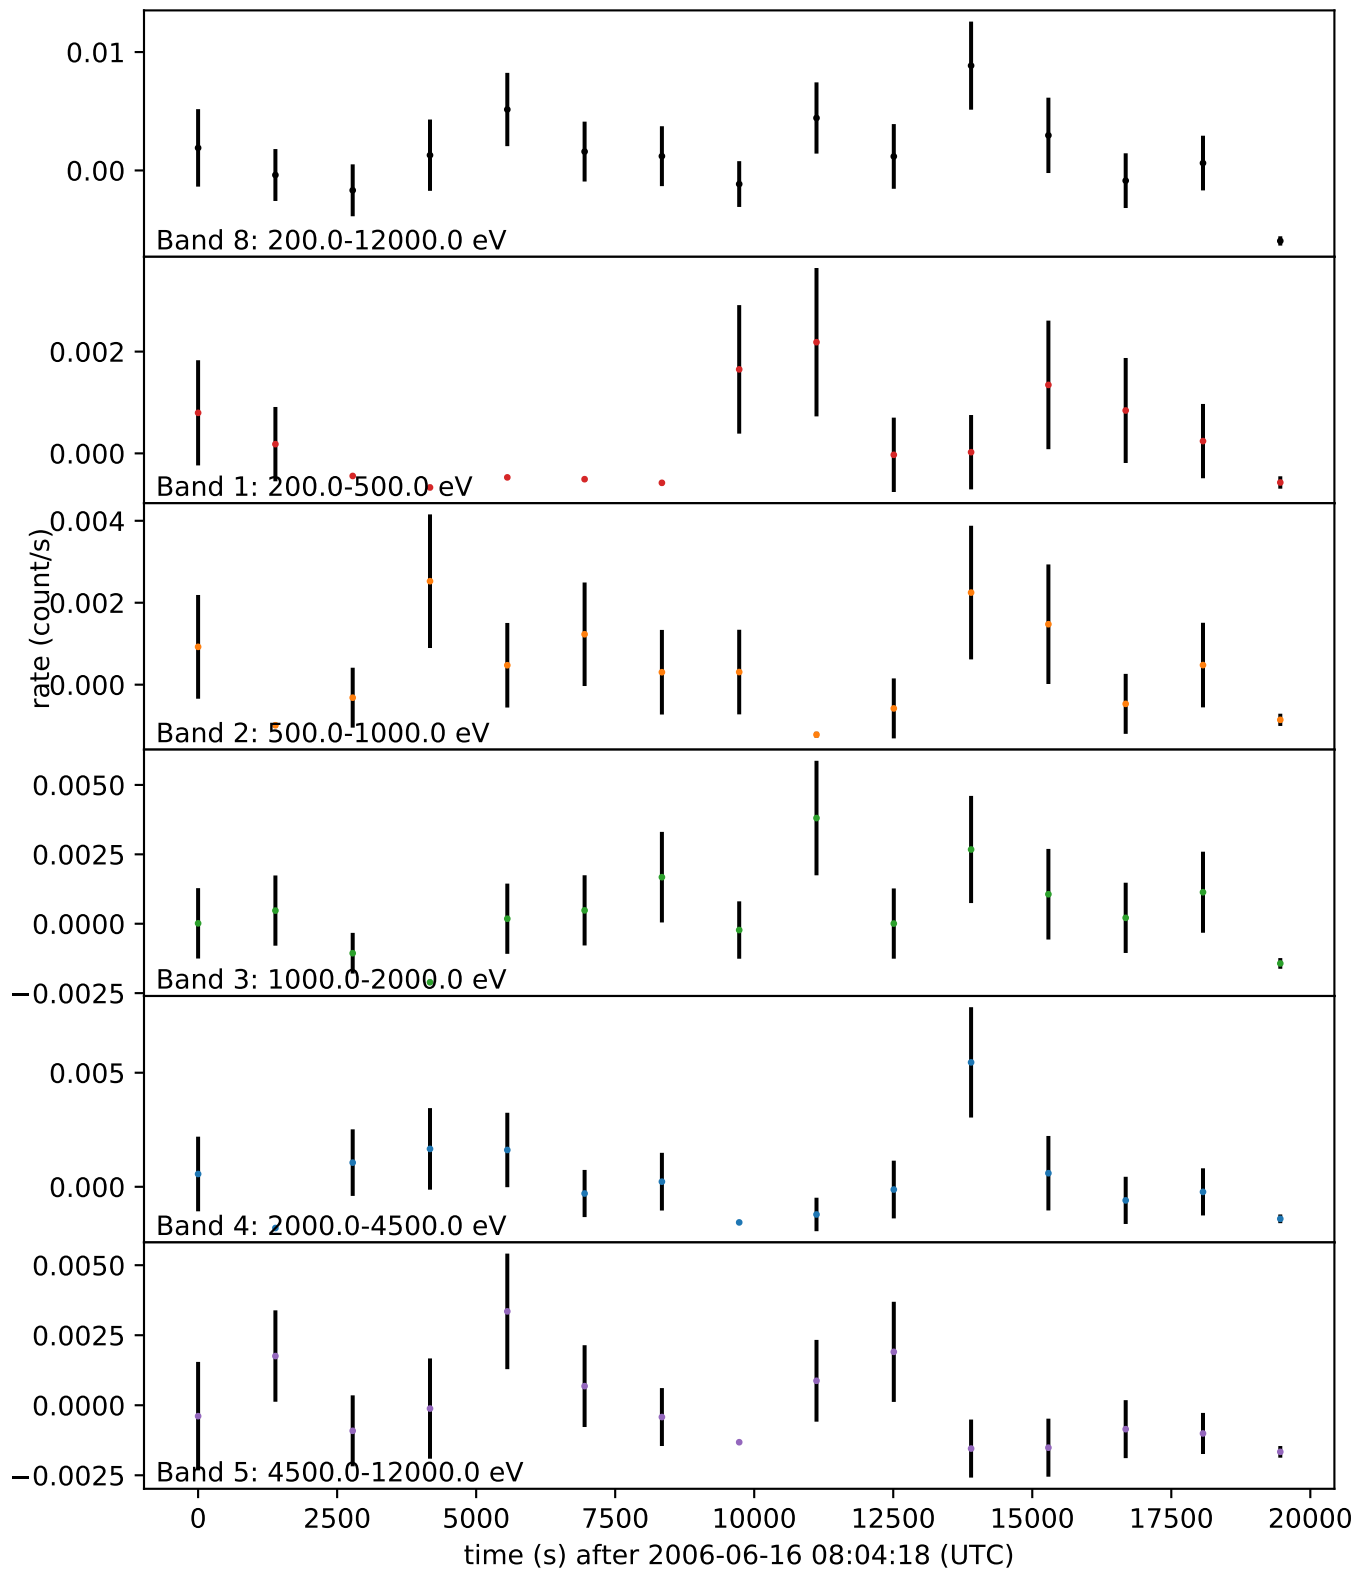 0.01
0.00
Band 8: 200.0-12000.0 eV
0.002
0.000
Band 1: 200.0-500.0 eV
0.004
0.002
0.000
Band 2: 500.0-1000.0 eV
rate (count/s)
0.0050
0.0025
0.0000
−0.0025
Band 3: 1000.0-2000.0 eV
0.005
0.000
Band 4: 2000.0-4500.0 eV
0.0050
0.0025
0.0000
−0.0025
Band 5: 4500.0-12000.0 eV
0 2500 5000 7500 10000 12500 15000 17500 20000
time (s) after 2006-06-16 08:04:18 (UTC)